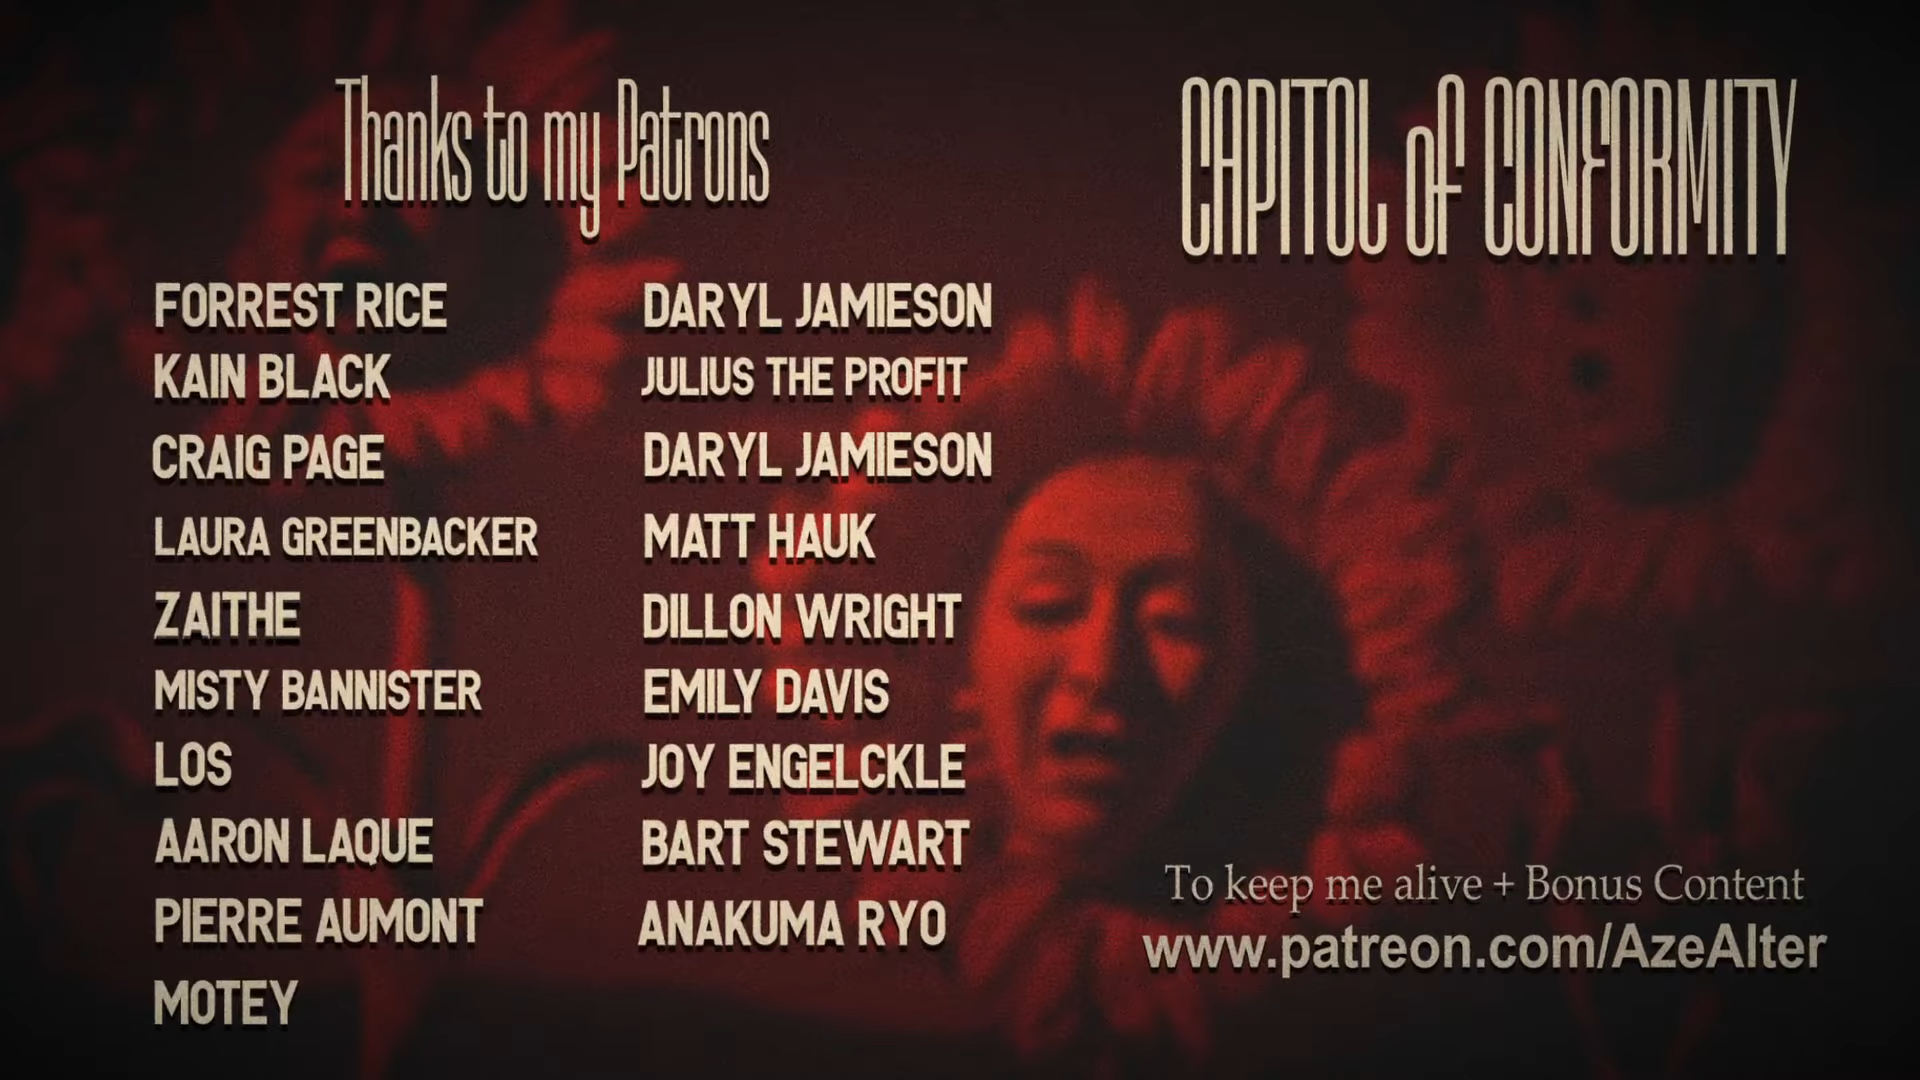 Thanks to my Patrons
FORREST RICE
KAIN BLACK
CRAIG PAGE
LAURA GREENBACKER
ZAITHE
MISTY BANNISTER
LOS
AARON LAQUE
PIERRE AUMONT
MOTEY
DARYL JAMIESON
JULIUS THE PROFIT
DARYL JAMIESON
MATT HAUK
DILLON WRIGHT
EMILY DAVIS
JOY ENGELCKLE
BART STEWART
ANAKUMA RYO
CAPITOL of CONFORMITY
To keep me alive + Bonus Content
www.patreon.com/AzeAlter